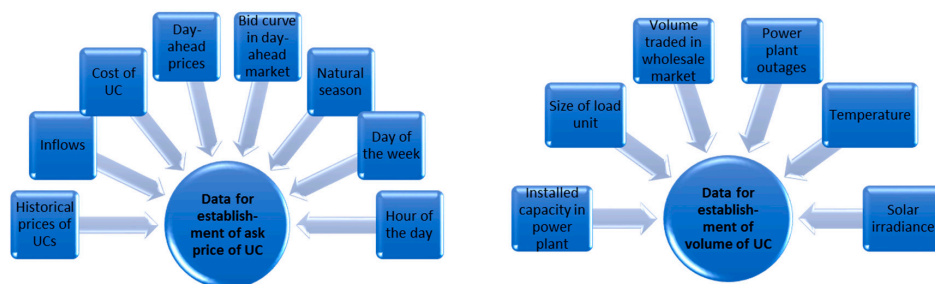 Historical
prices of
UCs
Inflows
Cost of
UC
Day-
ahead
prices
Bid curve
in day-
ahead
market
Natural
season
Day of
the week
Hour of
the day
Data for
establish-
ment of ask
price of UC
Installed
capacity in
power
plant
Size of load
unit
Volume
traded in
wholesale
market
Power
plant
outages
Temperature
Solar
irradiance
Data for
establish-
ment of
volume of UC